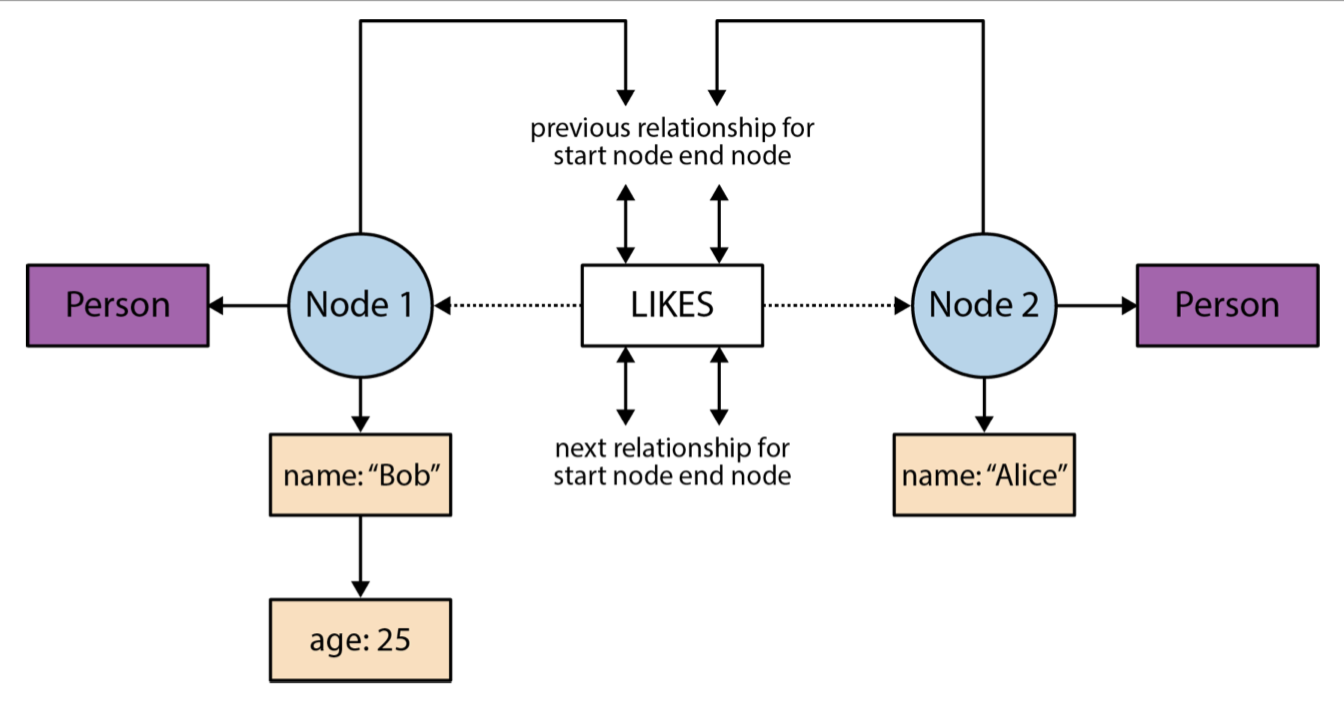 previous relationship for
start node end node
Person
Node 1
LIKES
Node 2
Person
next relationship for
start node end node
name: “Bob”
name: “Alice”
age: 25